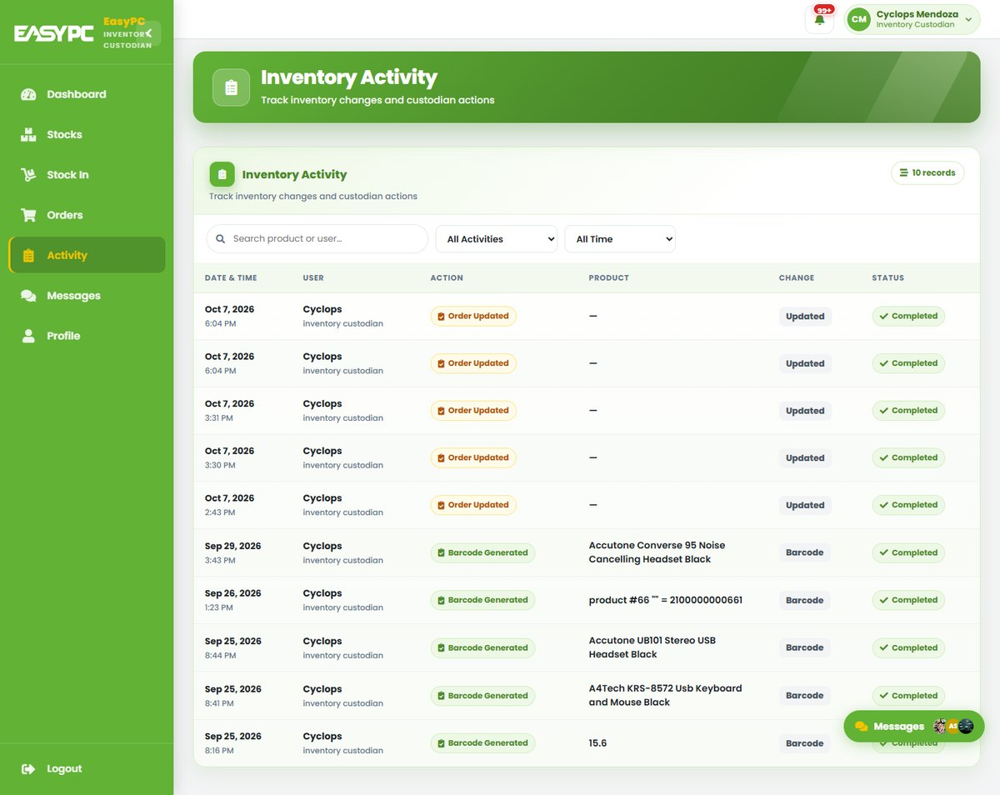 EASYPC
EasyPC
INVENTORY
CUSTODIAN
Dashboard
Stocks
Stock In
Orders
Activity
Messages
Profile
Logout
99+
CM
Cyclops Mendoza
Inventory Custodian
Inventory Activity
Track inventory changes and custodian actions
Inventory Activity
Track inventory changes and custodian actions
10 records
Search product or user...
All Activities
All Time
DATE & TIME USER ACTION PRODUCT CHANGE STATUS
Oct 7, 2026 Cyclops Order Updated — Updated Completed
6:04 PM inventory custodian
Oct 7, 2026 Cyclops Order Updated — Updated Completed
6:04 PM inventory custodian
Oct 7, 2026 Cyclops Order Updated — Updated Completed
3:31 PM inventory custodian
Oct 7, 2026 Cyclops Order Updated — Updated Completed
3:30 PM inventory custodian
Oct 7, 2026 Cyclops Order Updated — Updated Completed
2:43 PM inventory custodian
Sep 29, 2026 Cyclops Barcode Generated Accutone Converse 95 Noise Barcode Completed
3:43 PM inventory custodian Cancelling Headset Black
Sep 26, 2026 Cyclops Barcode Generated product #66 "" = 2100000000661 Barcode Completed
1:23 PM inventory custodian
Sep 25, 2026 Cyclops Barcode Generated Accutone UB101 Stereo USB Barcode Completed
8:44 PM inventory custodian Headset Black
Sep 25, 2026 Cyclops Barcode Generated A4Tech KRS-8572 Usb Keyboard Barcode Completed
8:41 PM inventory custodian and Mouse Black
Sep 25, 2026 Cyclops Barcode Generated 15.6 Barcode Completed
8:16 PM inventory custodian
Messages AS